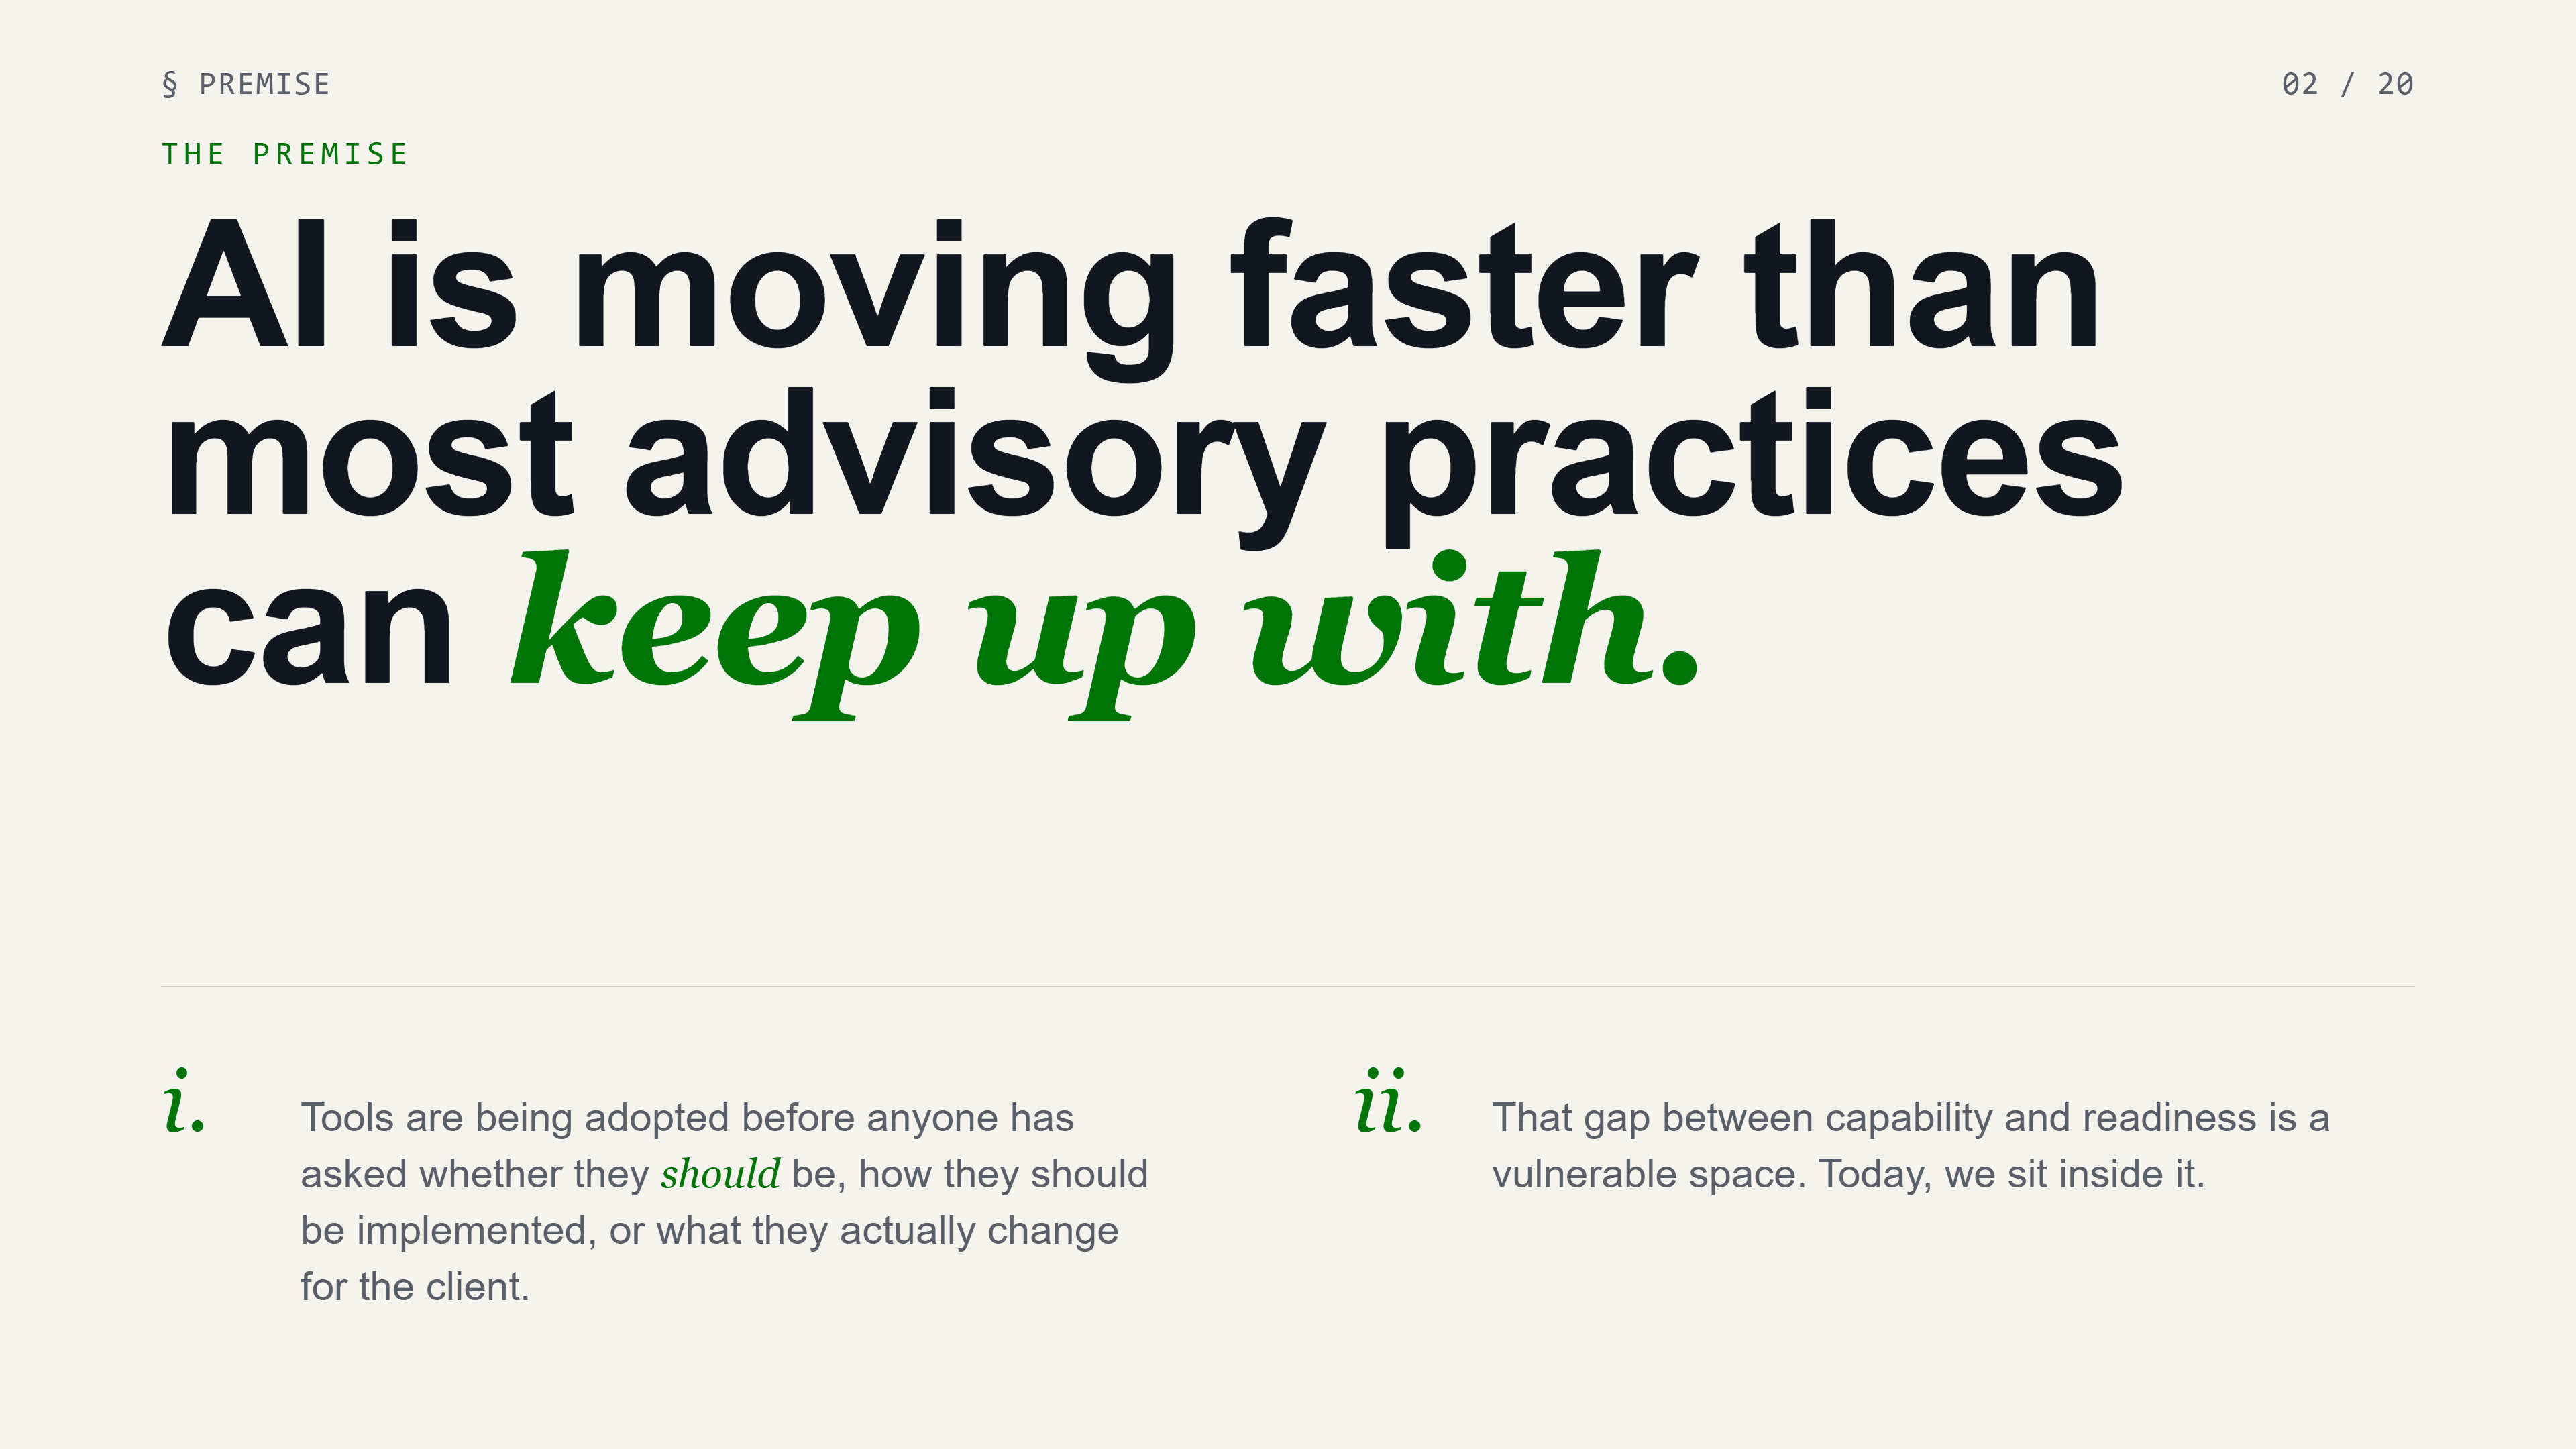 § PREMISE
02 / 20
THE PREMISE
AI is moving faster than
most advisory practices
can keep up with.
i.
Tools are being adopted before anyone has
asked whether they should be, how they should
be implemented, or what they actually change
for the client.
ii.
That gap between capability and readiness is a
vulnerable space. Today, we sit inside it.